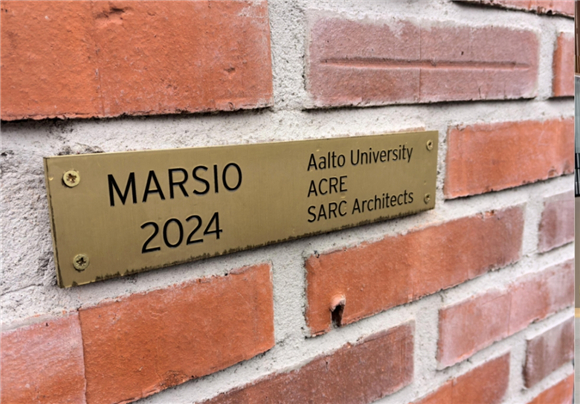 MARSIO
2024
Aalto University
ACRE
SARC Architects